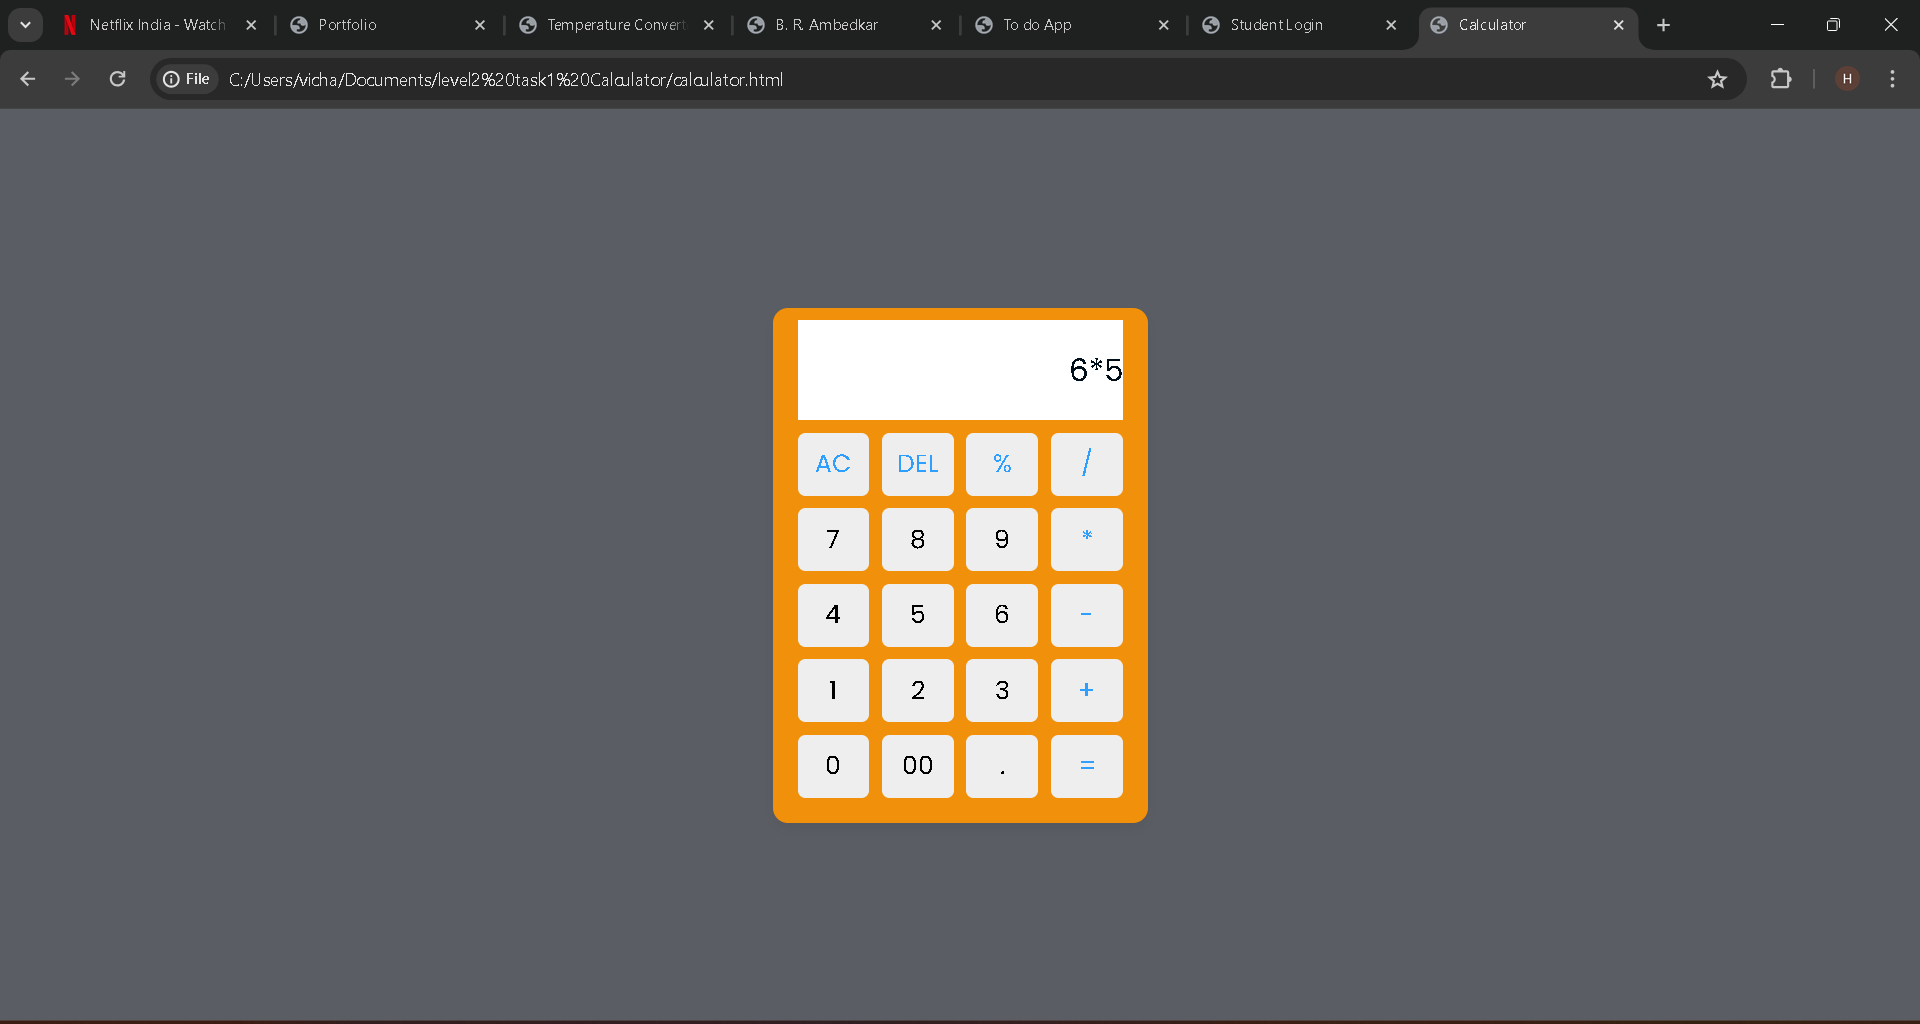 Netflix India - Watch
Portfolio
Temperature Convert
B. R. Ambedkar
To do App
Student Login
Calculator
File
C:/Users/vicha/Documents/level2%20task1%20Calculator/calculator.html
H
6*5
AC DEL % /
7 8 9 *
4 5 6 -
1 2 3 +
0 00 . =